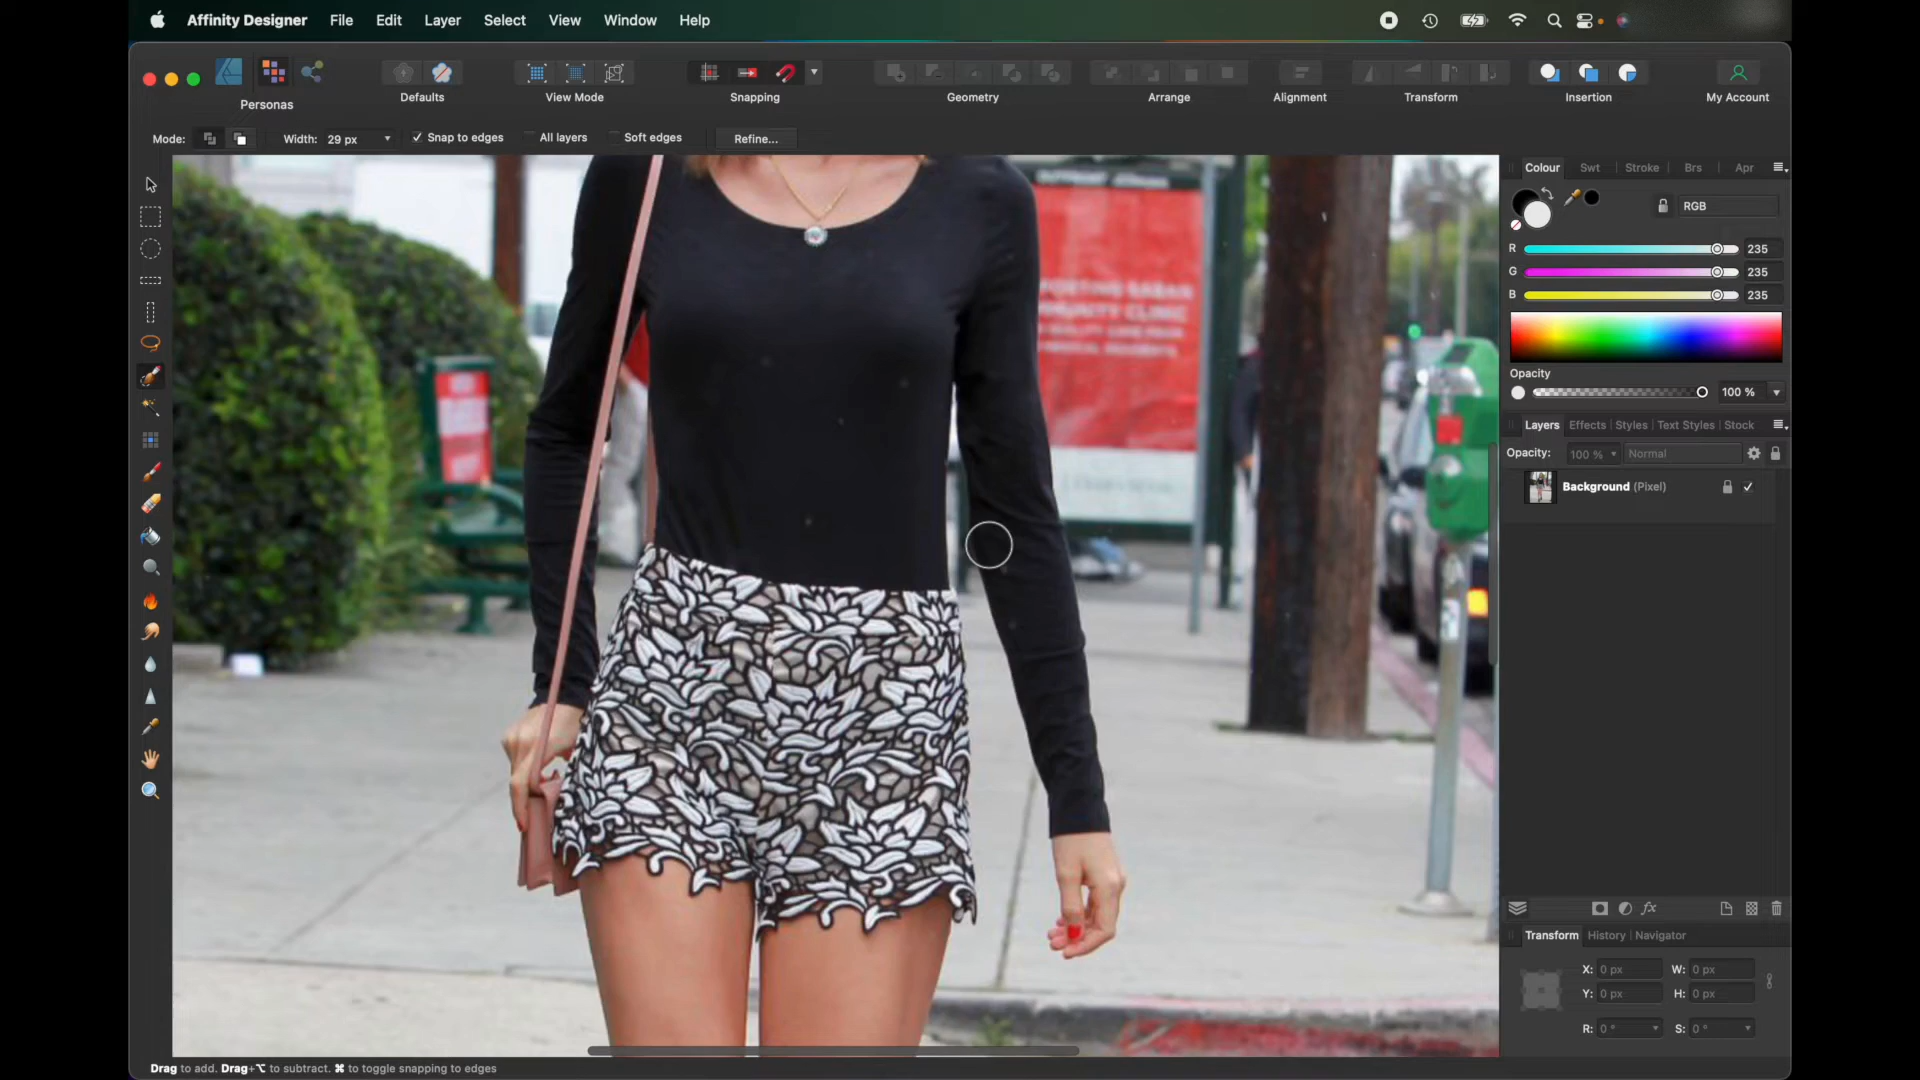 Affinity Designer File Edit Layer Select View Window Help
Personas Defaults View Mode Snapping Geometry Arrange Alignment Transform Insertion My Account
Mode: Width: 29 px Snap to edges All layers Soft edges Refine...
Colour Swt Stroke Brs Apr
RGB
R 235
G 235
B 235
Opacity
100 %
Layers Effects Styles Text Styles Stock
Opacity: 100 % Normal
Background (Pixel)
fx
Transform History Navigator
X: 0 px W: 0 px
Y: 0 px H: 0 px
R: 0 ° S: 0 °
Drag to add. Drag+⌥ to subtract. ⌘ to toggle snapping to edges